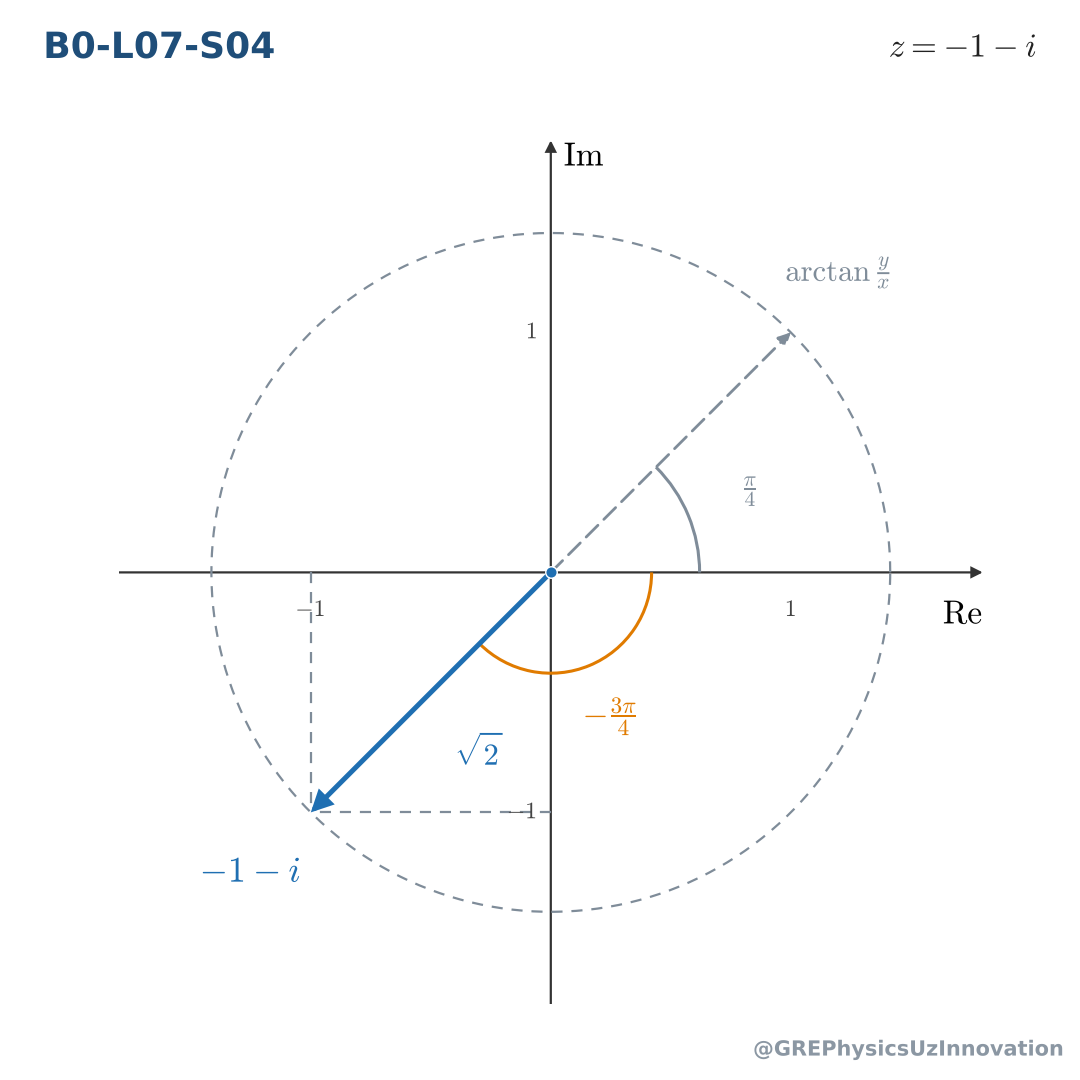 B0-L07-S04
z = −1 − i
Im
arctan y/x
1
π/4
−1
1
Re
−3π/4
√2
−1
−1 − i
@GREPhysicsUzInnovation